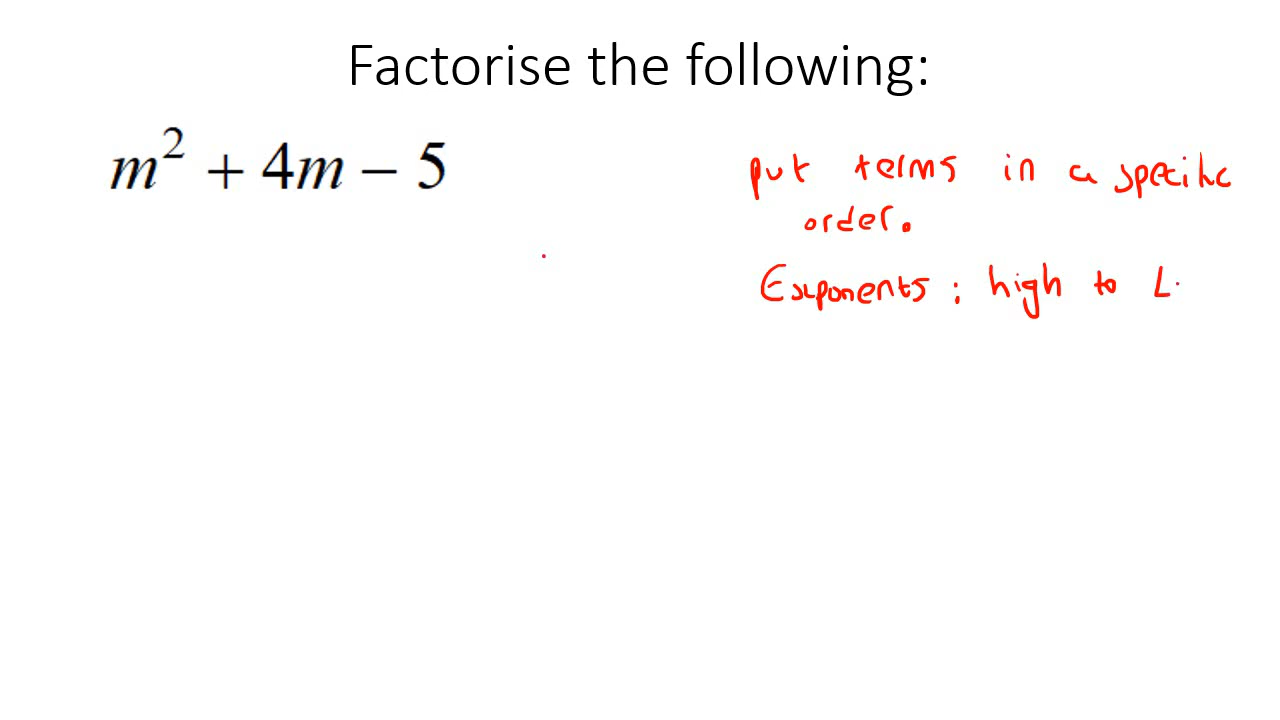 Factorise the following:
m² + 4m − 5
put terms in a specific
order.
Exponents : high to L